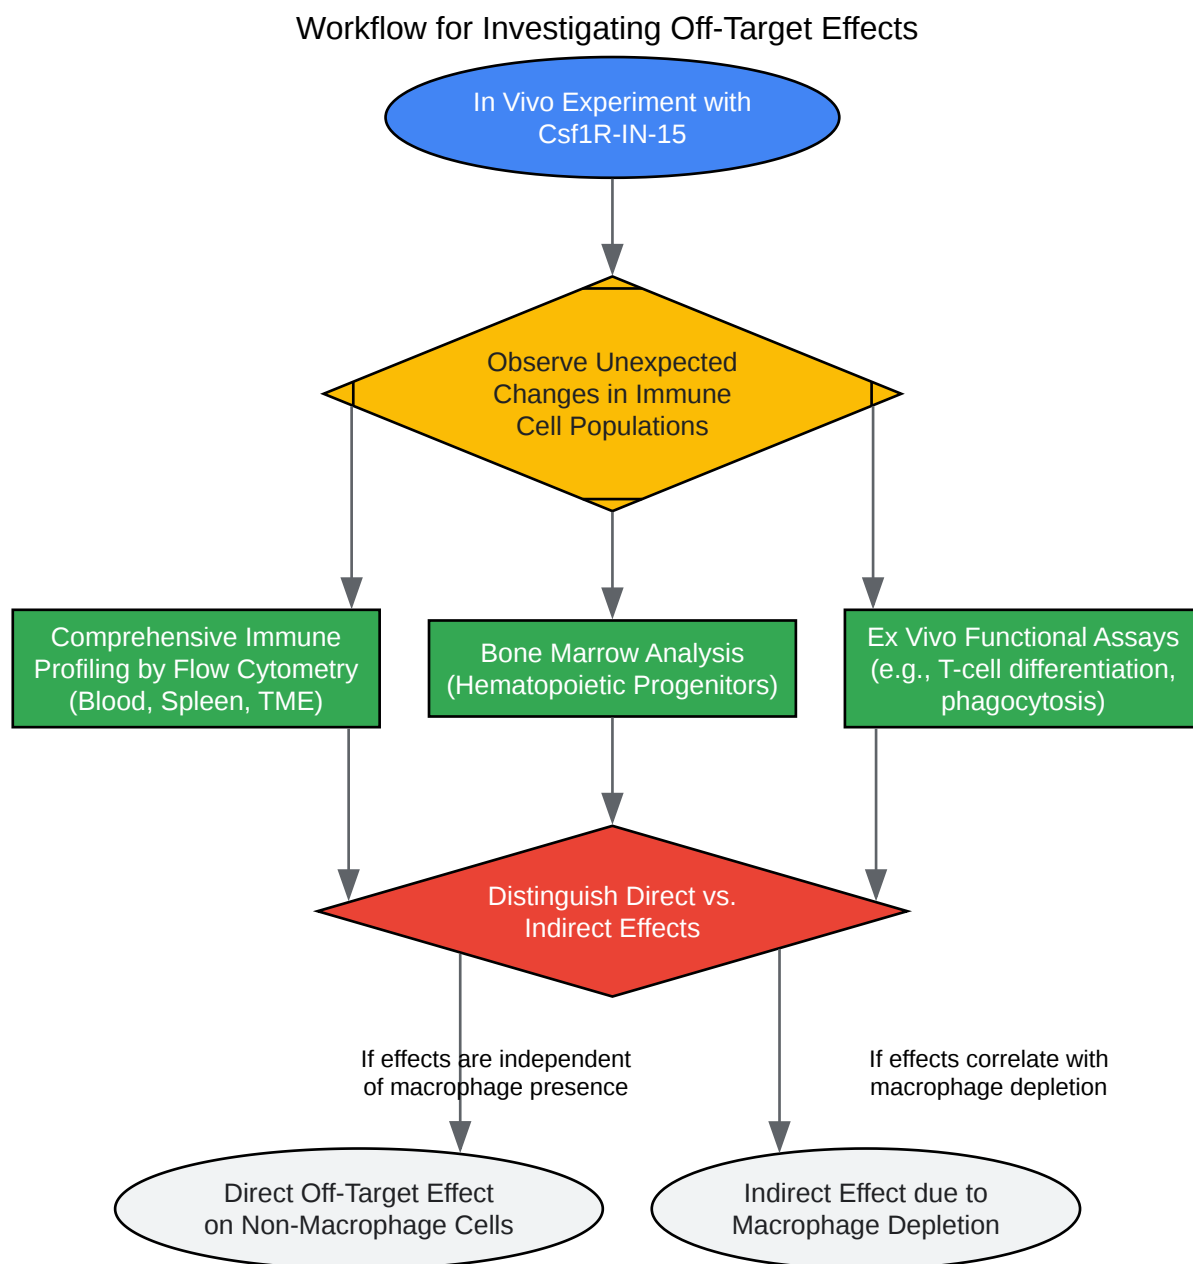 Workflow for Investigating Off-Target Effects
In Vivo Experiment with
Csf1R-IN-15
Observe Unexpected
Changes in Immune
Cell Populations
Comprehensive Immune
Profiling by Flow Cytometry
(Blood, Spleen, TME)
Bone Marrow Analysis
(Hematopoietic Progenitors)
Ex Vivo Functional Assays
(e.g., T-cell differentiation,
phagocytosis)
Distinguish Direct vs.
Indirect Effects
If effects are independent
of macrophage presence
If effects correlate with
macrophage depletion
Direct Off-Target Effect
on Non-Macrophage Cells
Indirect Effect due to
Macrophage Depletion